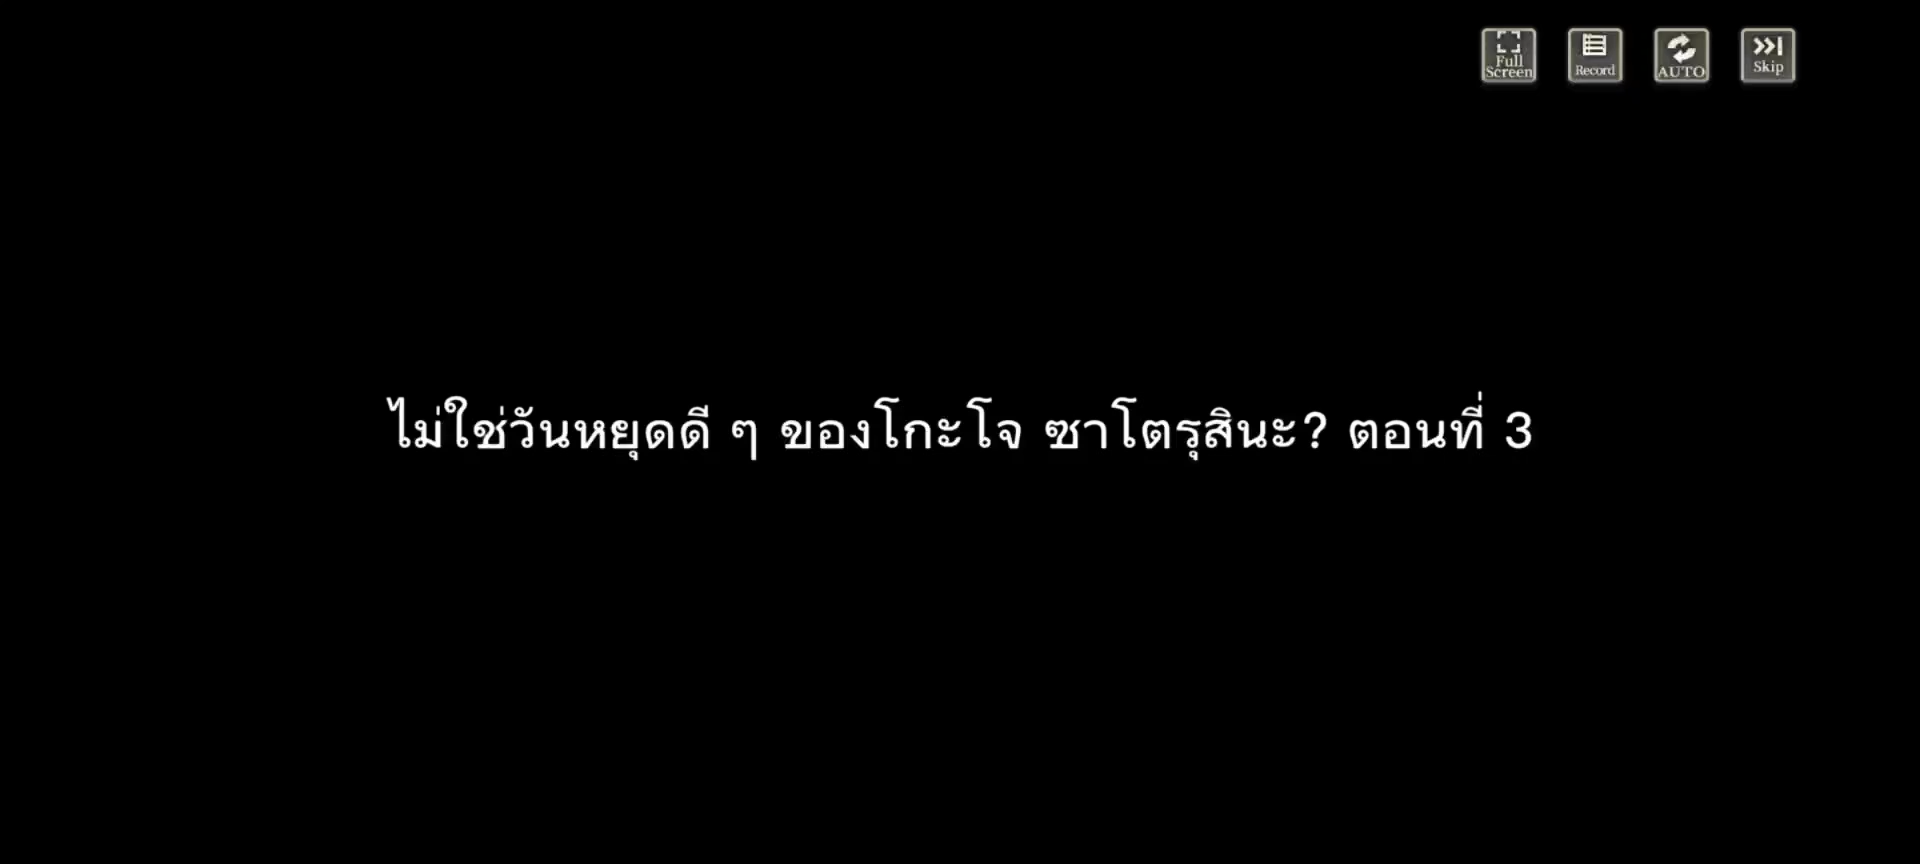 Full
Screen
Record
AUTO
Skip
ไม่ใช่วันหยุดดี ๆ ของโกะโจ ซาโตรุสินะ? ตอนที่ 3